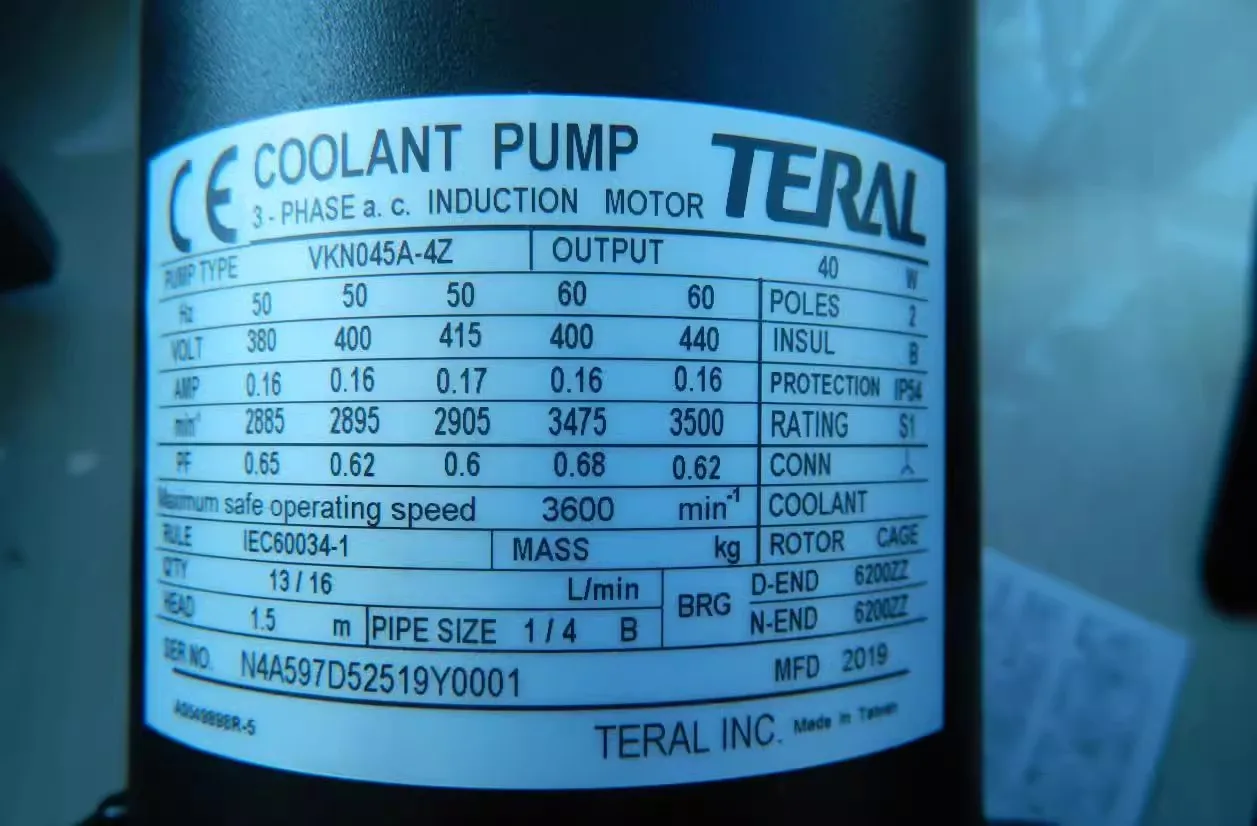 CE COOLANT PUMP TERAL
3 - PHASE a. c. INDUCTION MOTOR
PUMP TYPE VKN045A-4Z OUTPUT 40 W
Hz 50 50 50 60 60 POLES 2
VOLT 380 400 415 400 440 INSUL B
AMP 0.16 0.16 0.17 0.16 0.16 PROTECTION IP54
min⁻¹ 2885 2895 2905 3475 3500 RATING S1
PF 0.65 0.62 0.6 0.68 0.62 CONN 人
Maximum safe operating speed 3600 min⁻¹ COOLANT
RULE IEC60034-1 MASS kg ROTOR CAGE
Q'TY 13 / 16 L/min BRG D-END 6200ZZ
HEAD 1.5 m PIPE SIZE 1 / 4 B N-END 6200ZZ
SER NO. N4A597D52519Y0001 MFD 2019
TERAL INC. Made in Taiwan